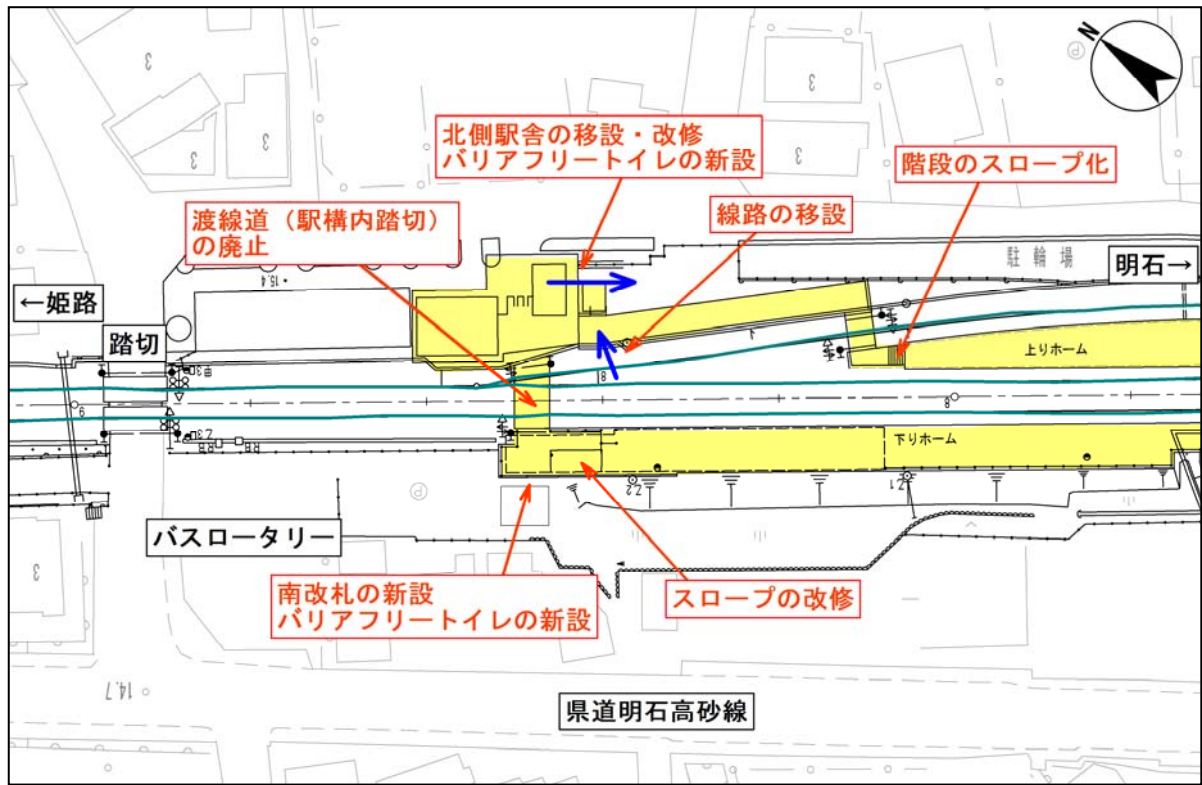 N
北側駅舎の移設・改修
バリアフリートイレの新設
階段のスロープ化
渡線道（駅構内踏切）
の廃止
線路の移設
駐輪場
明石→
←姫路
踏切
15.4
上りホーム
下りホーム
バスロータリー
南改札の新設
バリアフリートイレの新設
スロープの改修
県道明石高砂線
14.7